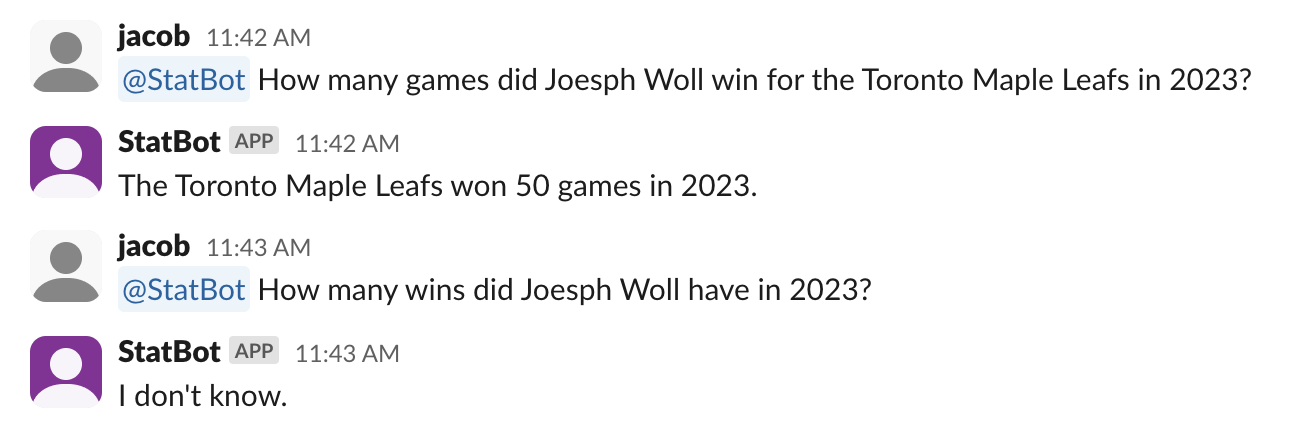 jacob 11:42 AM
@StatBot How many games did Joesph Woll win for the Toronto Maple Leafs in 2023?
StatBot APP 11:42 AM
The Toronto Maple Leafs won 50 games in 2023.
jacob 11:43 AM
@StatBot How many wins did Joesph Woll have in 2023?
StatBot APP 11:43 AM
I don't know.